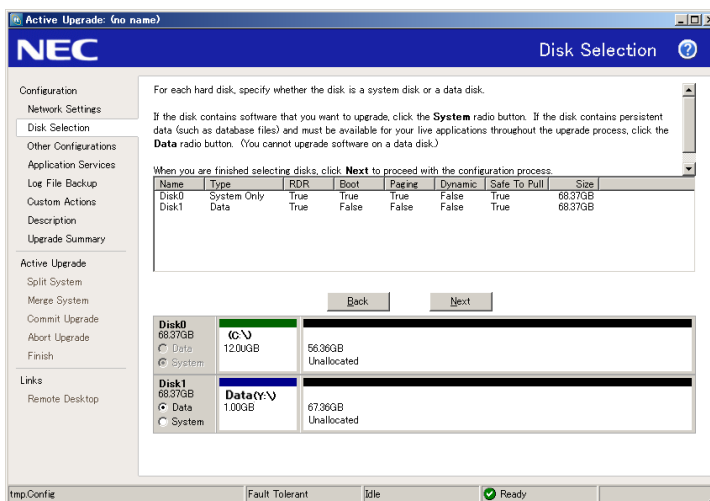 Active Upgrade: (no name)
NEC
Disk Selection
?
Configuration
Network Settings
Disk Selection
Other Configurations
Application Services
Log File Backup
Custom Actions
Description
Upgrade Summary
Active Upgrade
Split System
Merge System
Commit Upgrade
Abort Upgrade
Finish
Links
Remote Desktop
For each hard disk, specify whether the disk is a system disk or a data disk.
If the disk contains software that you want to upgrade, click the System radio button. If the disk contains persistent
data (such as database files) and must be available for your live applications throughout the upgrade process, click the
Data radio button. (You cannot upgrade software on a data disk.)
When you are finished selecting disks, click Next to proceed with the configuration process.
Name Type RDR Boot Paging Dynamic Safe To Pull Size
Disk0 System Only True True True False True 68.37GB
Disk1 Data True False False False True 68.37GB
Back Next
Disk0
68.37GB
Data
System
(C:\)
12.00GB
56.36GB
Unallocated
Disk1
68.37GB
Data
System
Data(Y:\)
1.00GB
67.36GB
Unallocated
tmp.Config Fault Tolerant Idle Ready